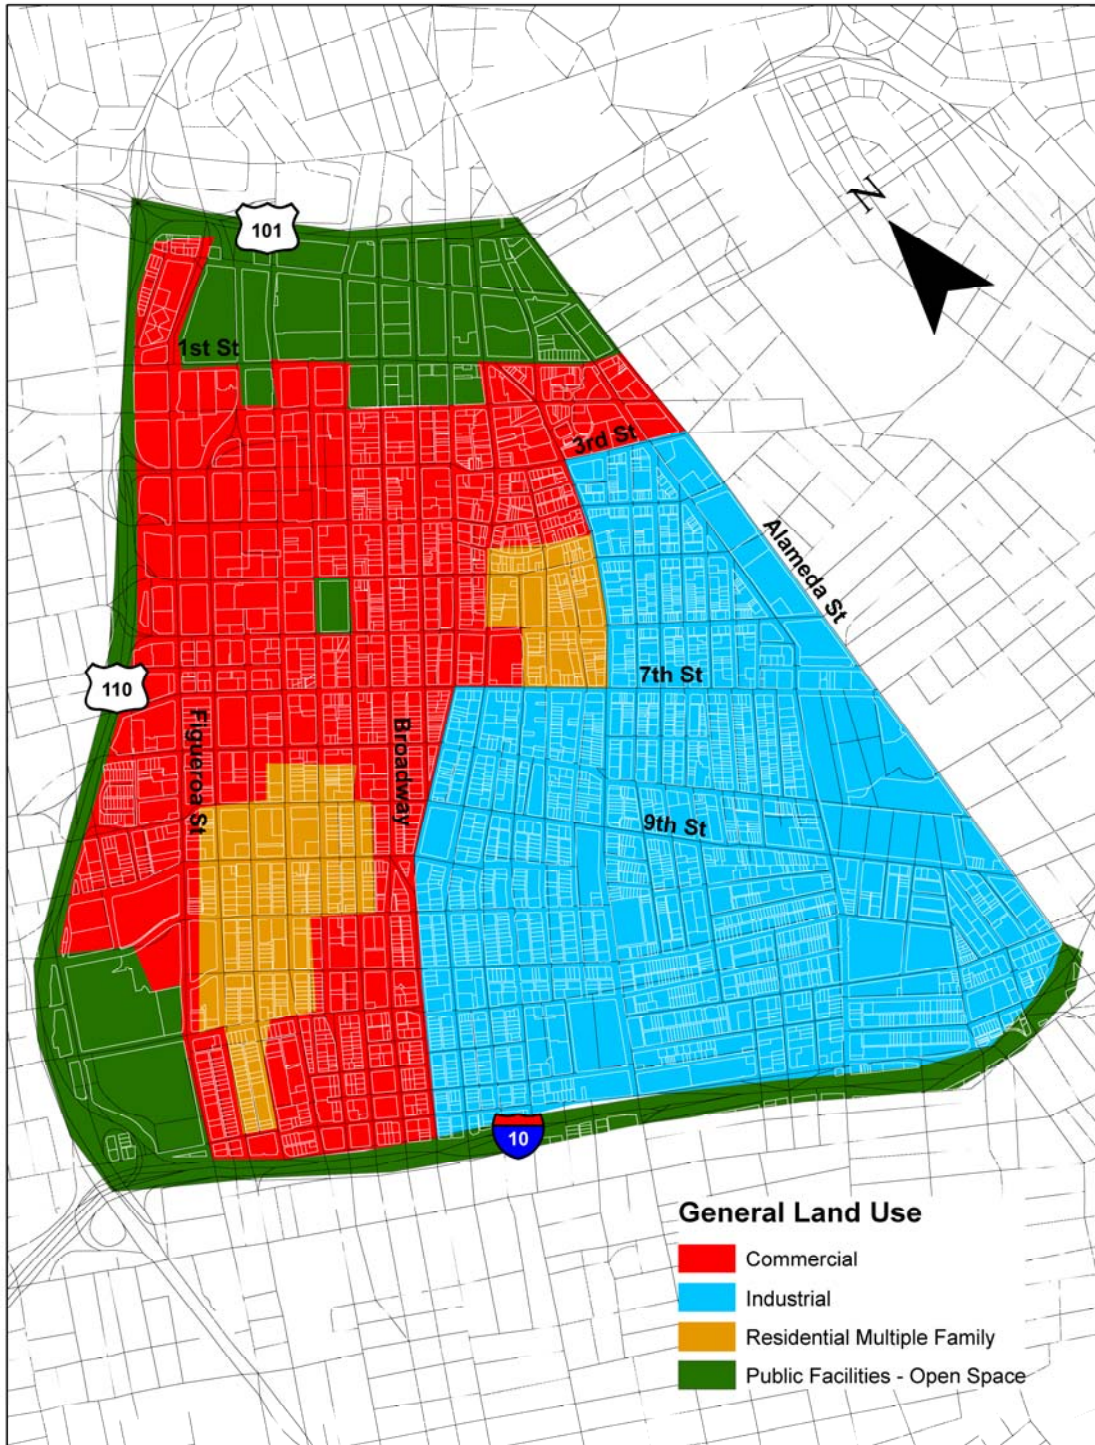 N
101
1st St
3rd St
Alameda St
110
7th St
Figueroa St
Broadway
9th St
10
General Land Use
Commercial
Industrial
Residential Multiple Family
Public Facilities - Open Space